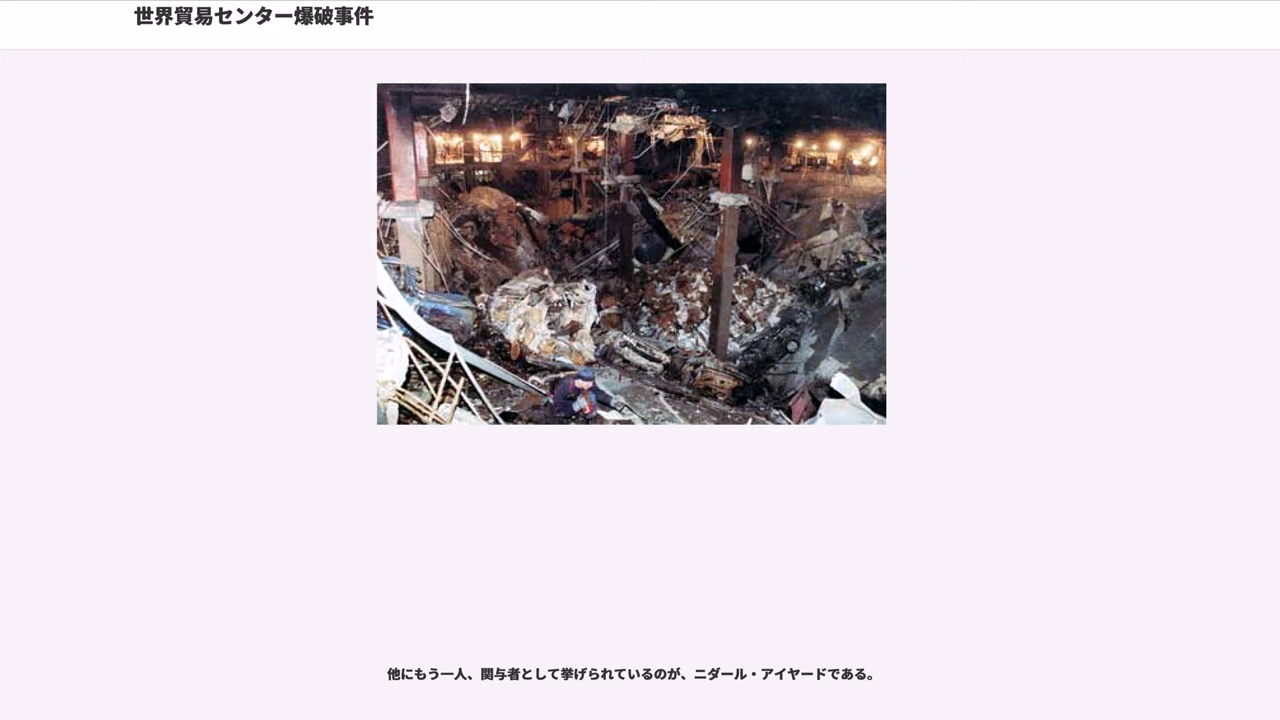 世界貿易センター爆破事件
他にもう一人、関与者として挙げられているのが、ニダール・アイヤードである。